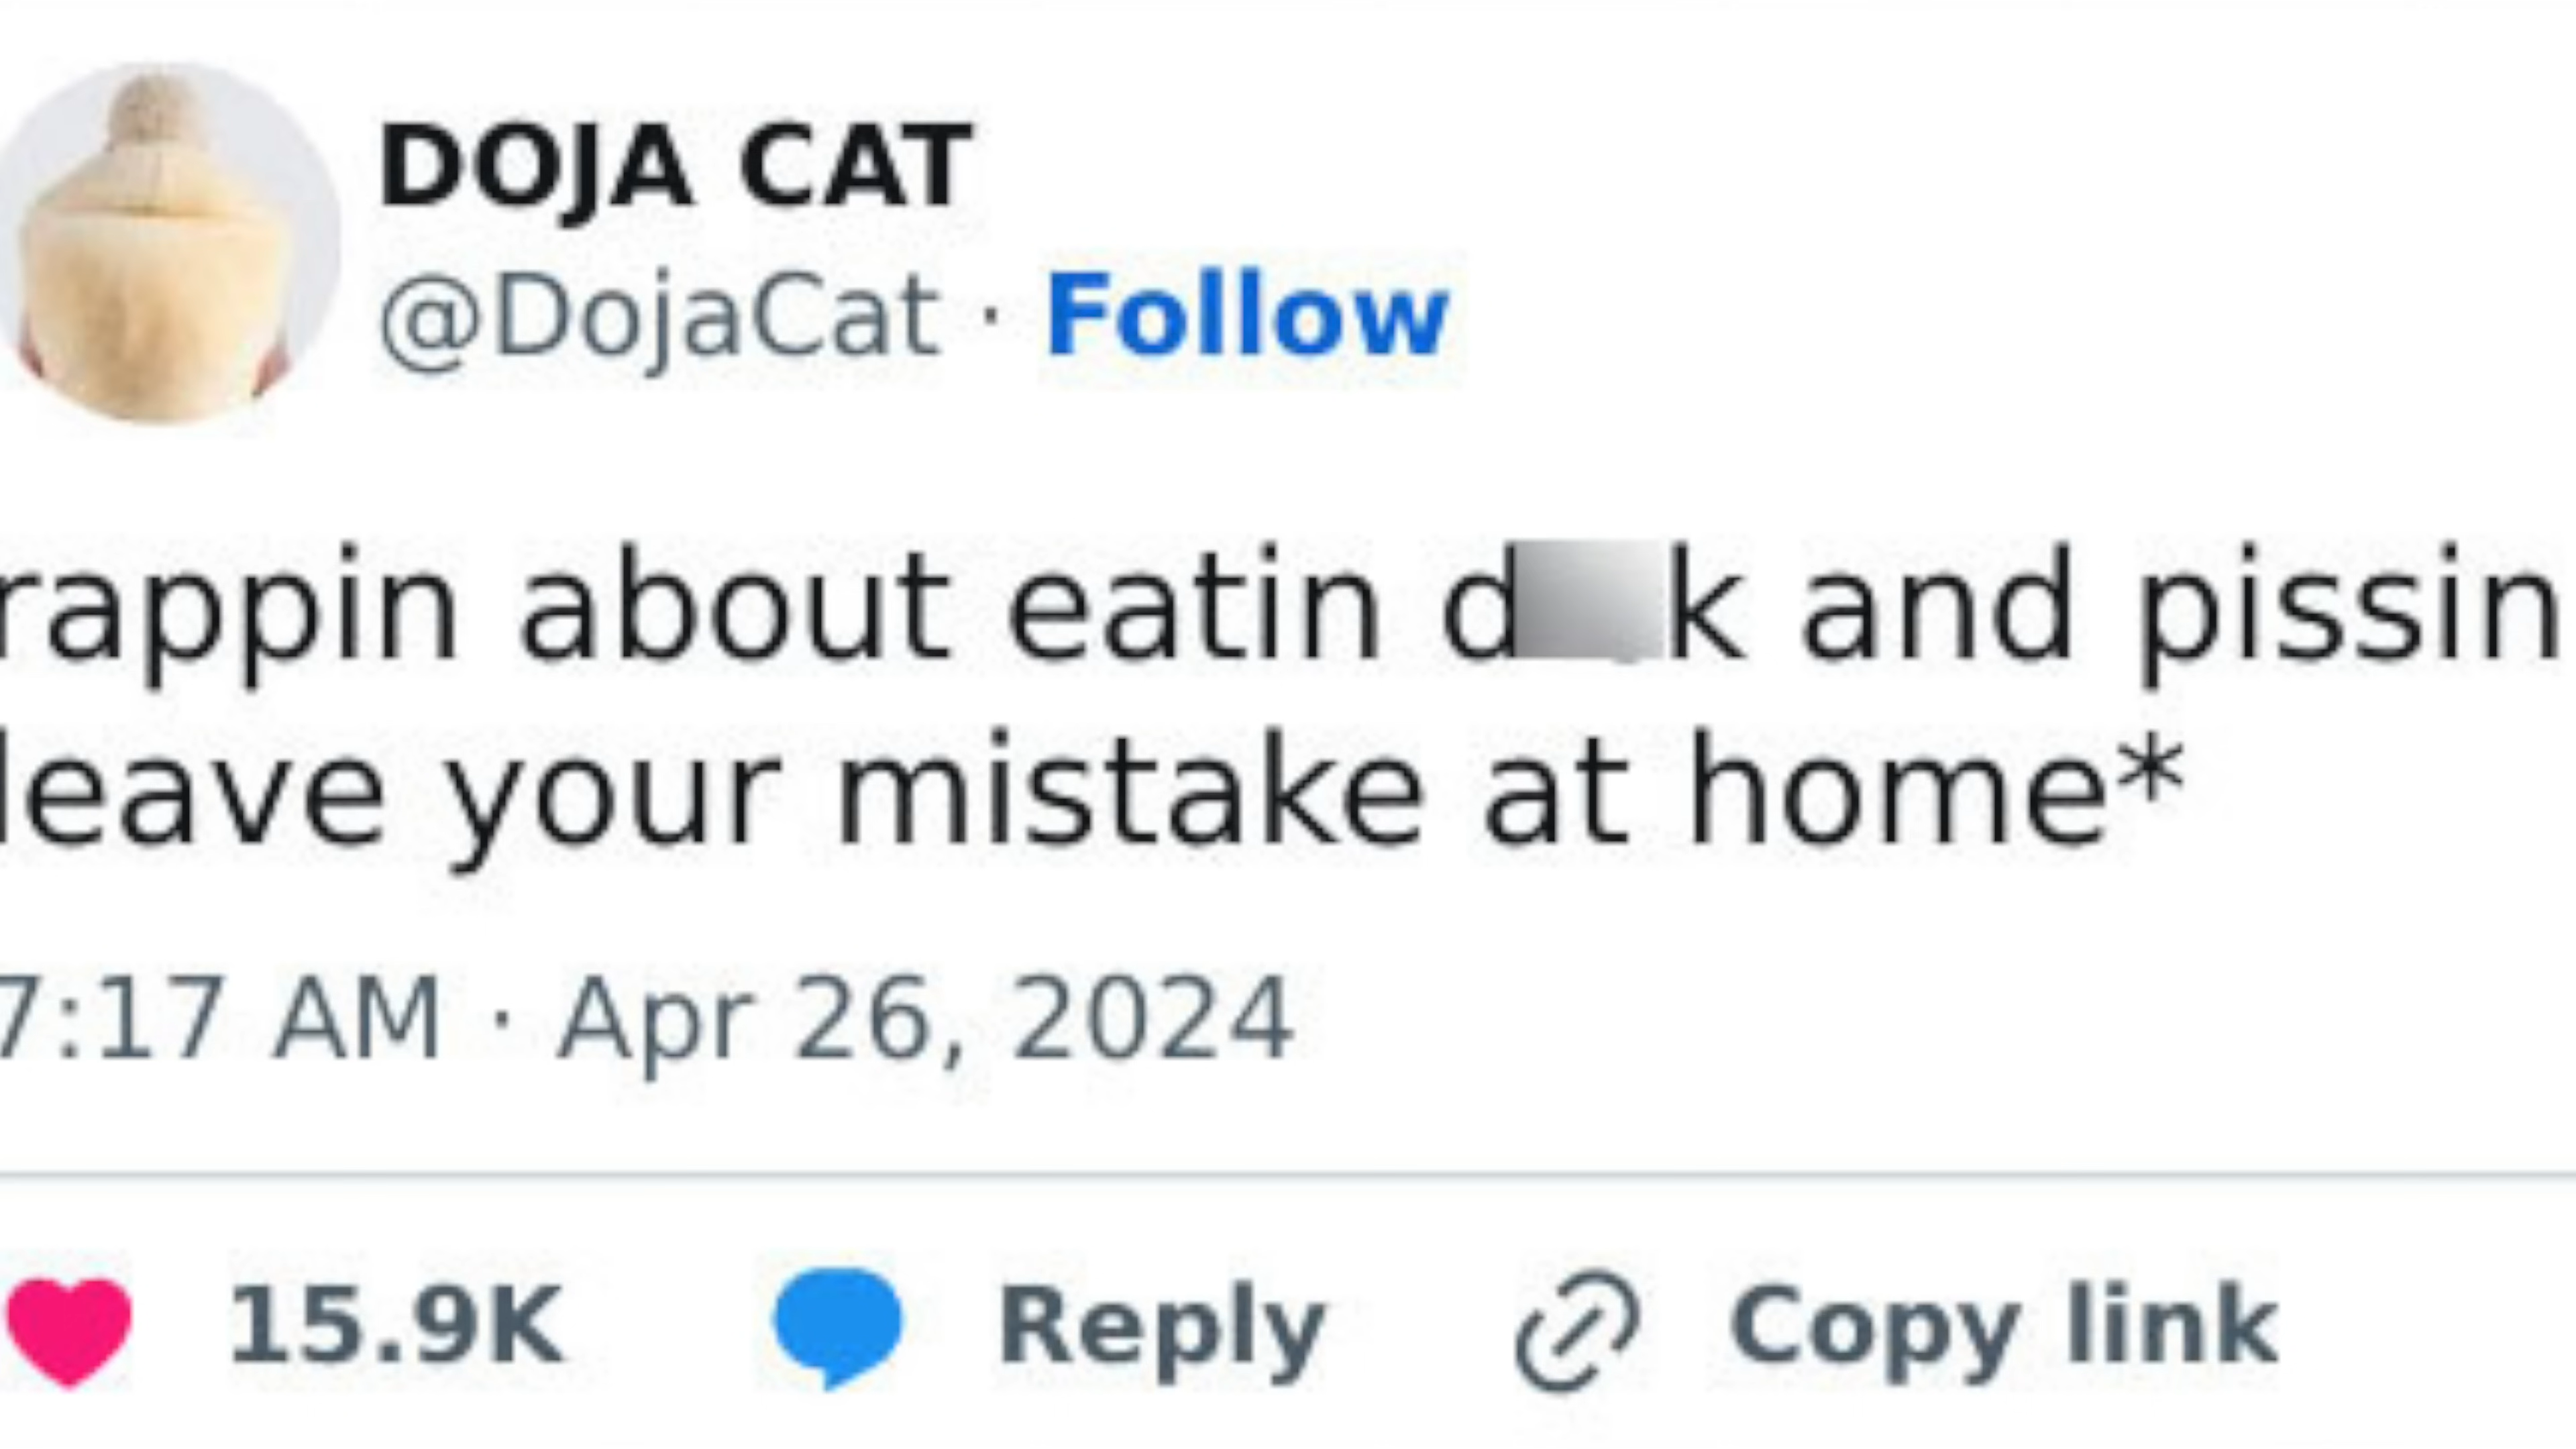 DOJA CAT
@DojaCat · Follow
rappin about eatin d k and pissin
leave your mistake at home*
7:17 AM · Apr 26, 2024
15.9K Reply Copy link